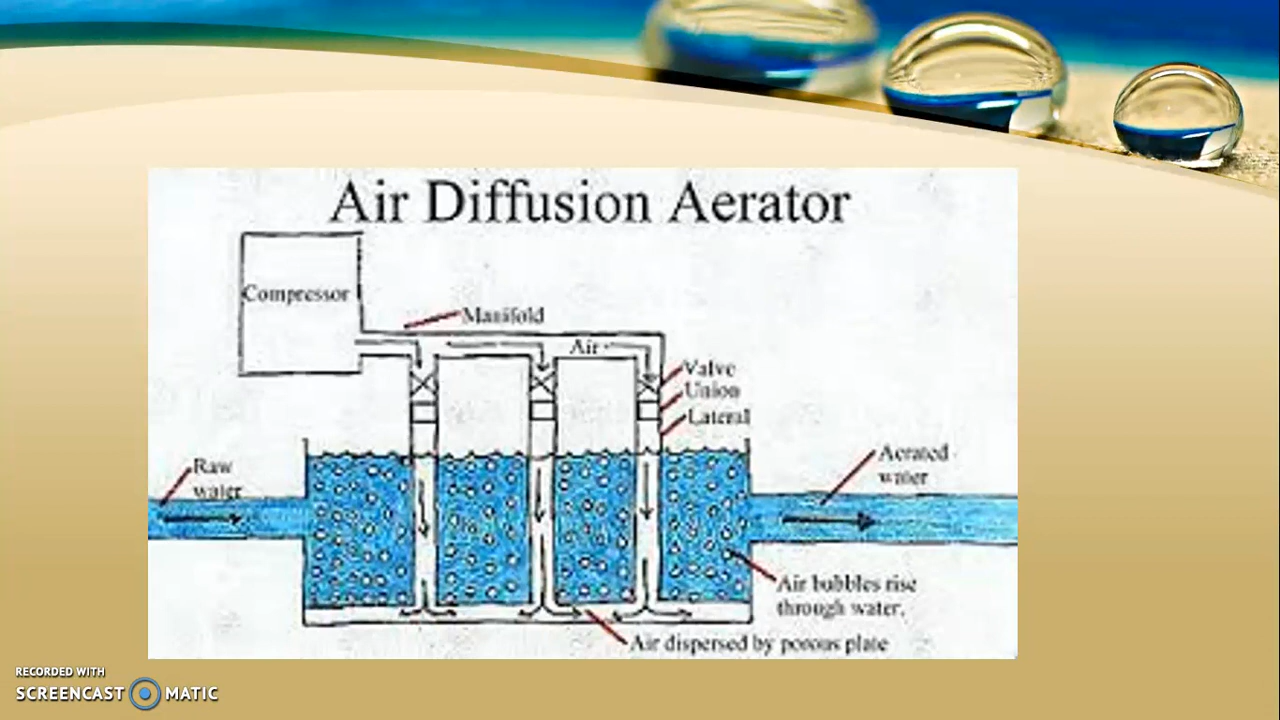 Air Diffusion Aerator
Compressor
Manifold
Air
Valve
Union
Lateral
Raw
water
Aerated
water
Air bubbles rise
through water.
Air dispersed by porous plate
RECORDED WITH
SCREENCAST MATIC